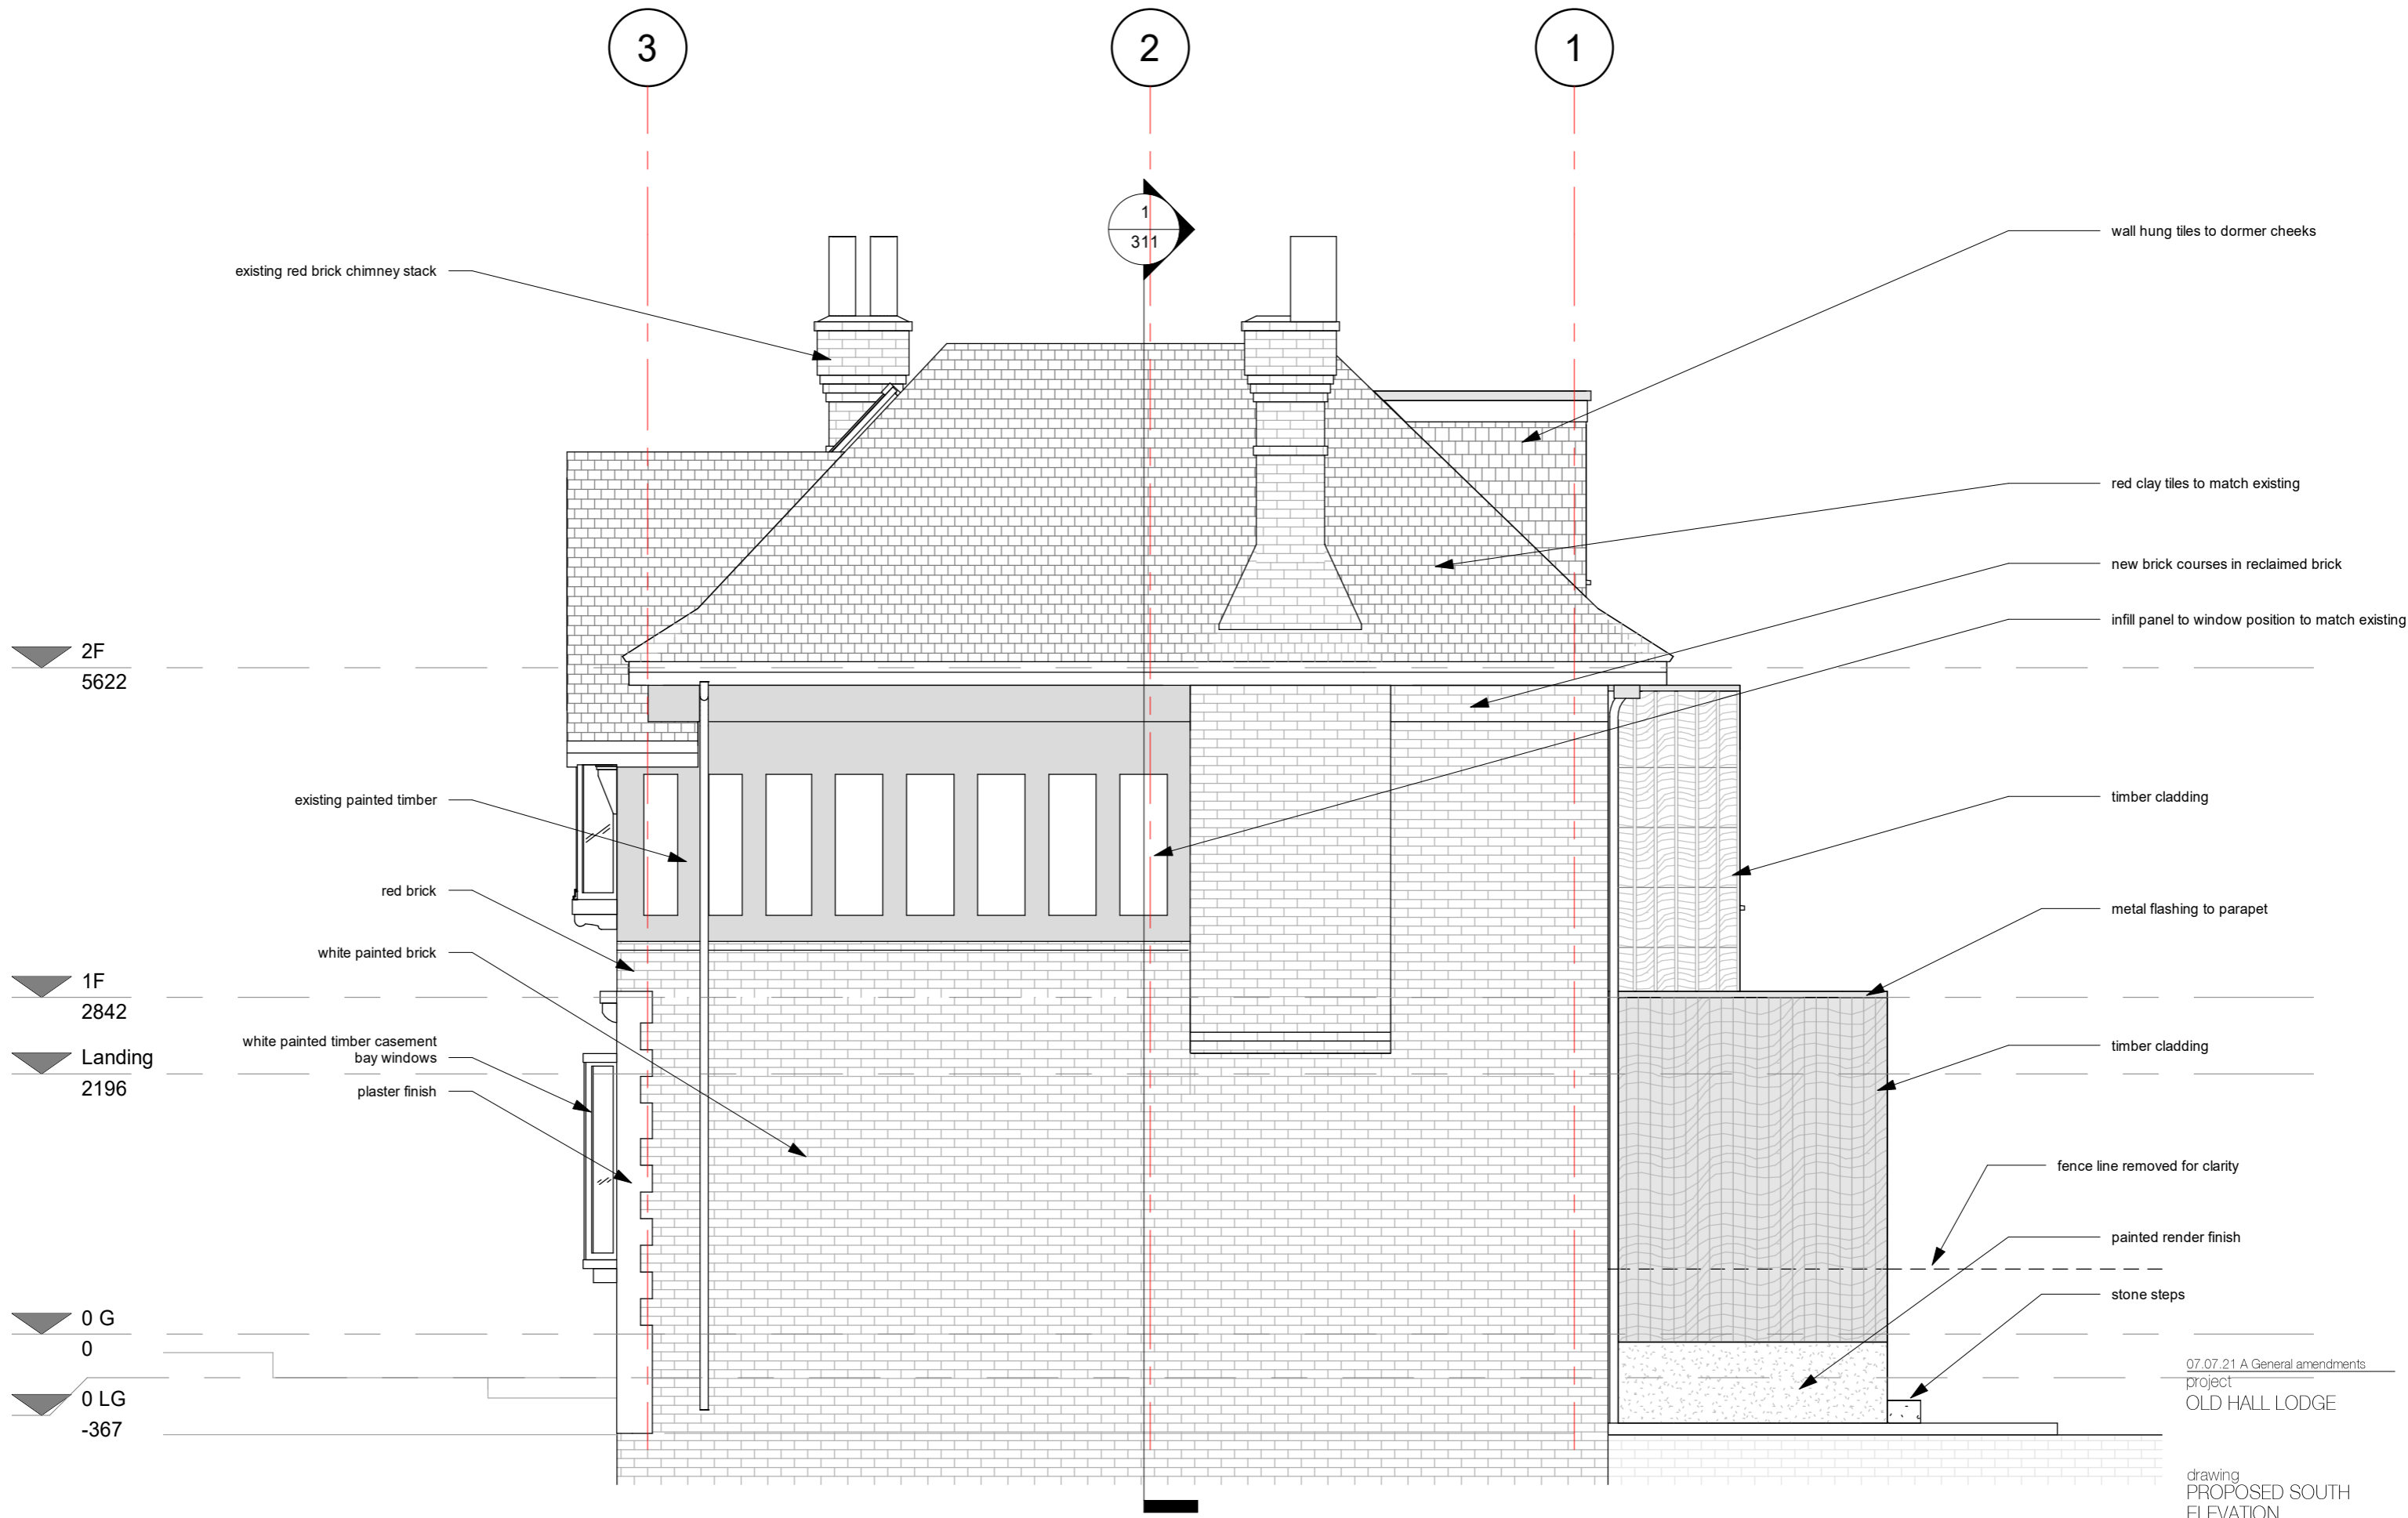 3
2
1
1
311
existing red brick chimney stack
wall hung tiles to dormer cheeks
red clay tiles to match existing
new brick courses in reclaimed brick
infill panel to window position to match existing
2F
5622
existing painted timber
timber cladding
red brick
metal flashing to parapet
white painted brick
1F
2842
white painted timber casement
bay windows
timber cladding
Landing
2196
plaster finish
fence line removed for clarity
painted render finish
stone steps
0 G
0
0 LG
-367
07.07.21 A General amendments
project
OLD HALL LODGE
drawing
PROPOSED SOUTH
ELEVATION